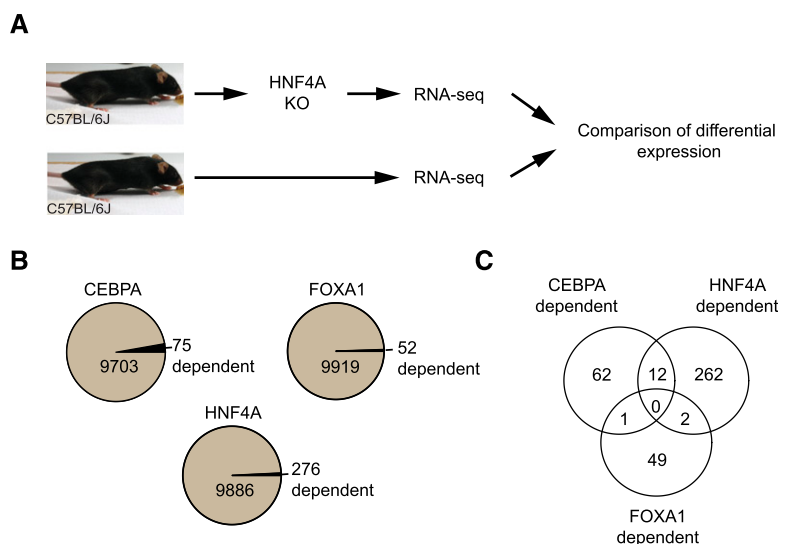 A
C57BL/6J
HNF4A
KO
RNA-seq
Comparison of differential
expression
C57BL/6J
RNA-seq
B
CEBPA
9703
75
dependent
FOXA1
9919
52
dependent
HNF4A
9886
276
dependent
C
CEBPA
dependent
HNF4A
dependent
62
12
262
0
1
2
49
FOXA1
dependent